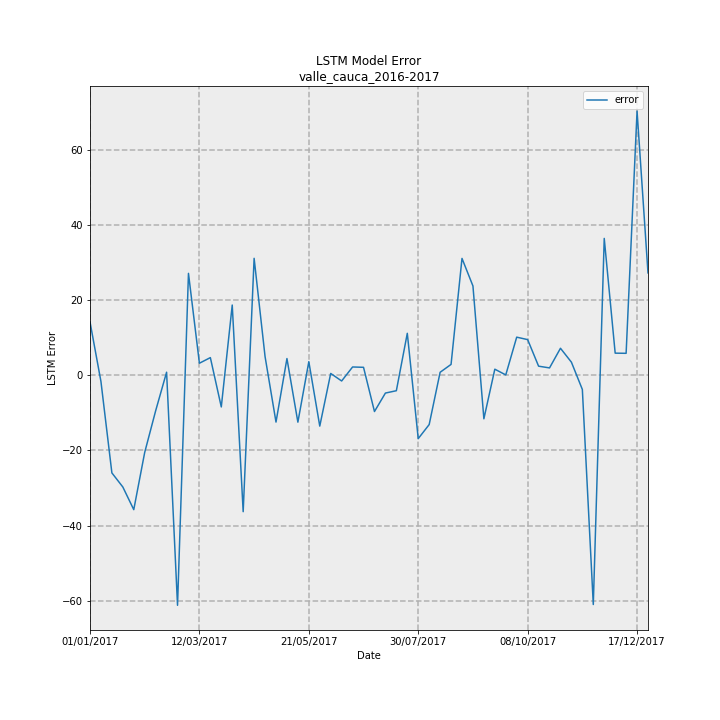 LSTM Model Error
valle_cauca_2016-2017
error
60
40
20
0
−20
−40
−60
LSTM Error
01/01/2017
12/03/2017
21/05/2017
30/07/2017
08/10/2017
17/12/2017
Date